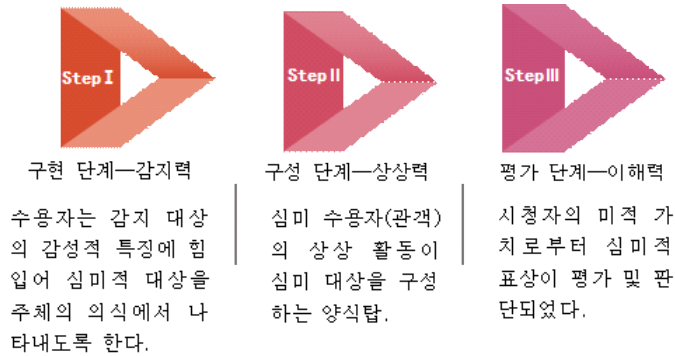 Step Ⅰ
구현 단계—감지력
수용자는 감지 대상
의 감성적 특징에 힘
입어 심미적 대상을
주체의 의식에서 나
타내도록 한다.
Step Ⅱ
구성 단계—상상력
심미 수용자(관객)
의 상상 활동이
심미 대상을 구성
하는 양식탑.
Step Ⅲ
평가 단계—이해력
시청자의 미적 가
치로부터 심미적
표상이 평가 및 판
단되었다.